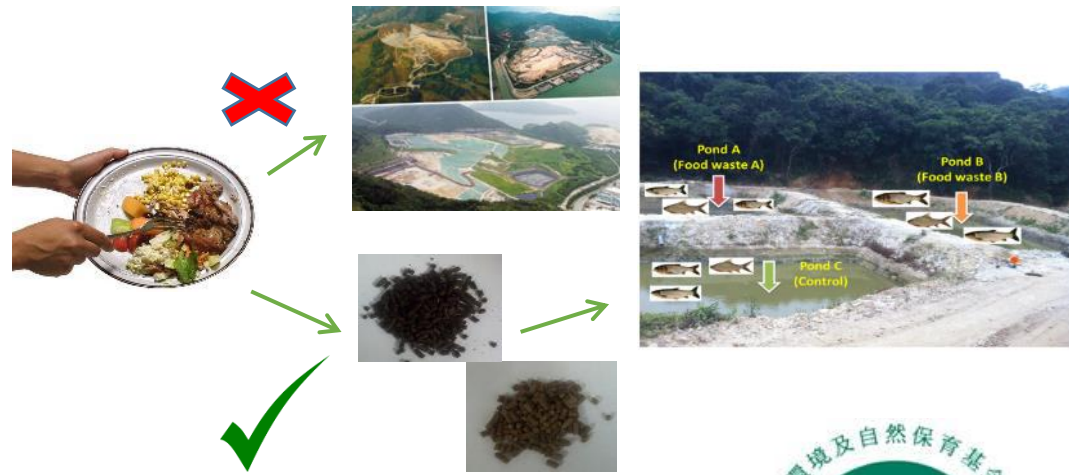 Pond A
(Food waste A)
Pond B
(Food waste B)
Pond C
(Control)
環境及自然保育基